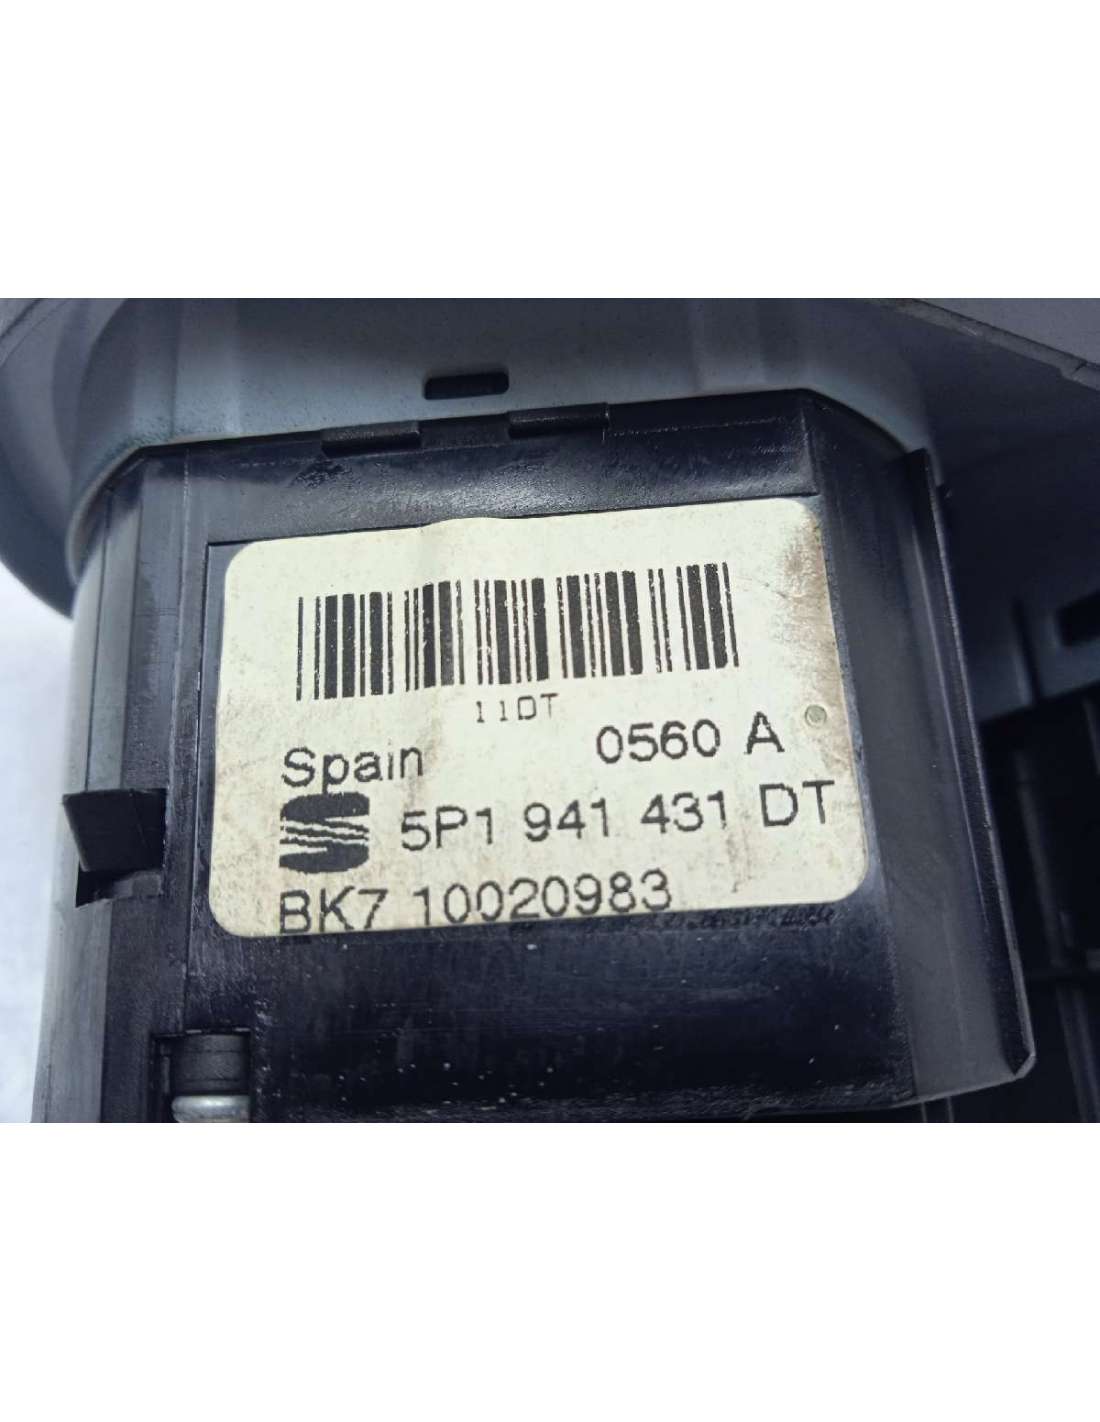 11DT
Spain 0560 A
5P1 941 431 DT
BK7 10020983